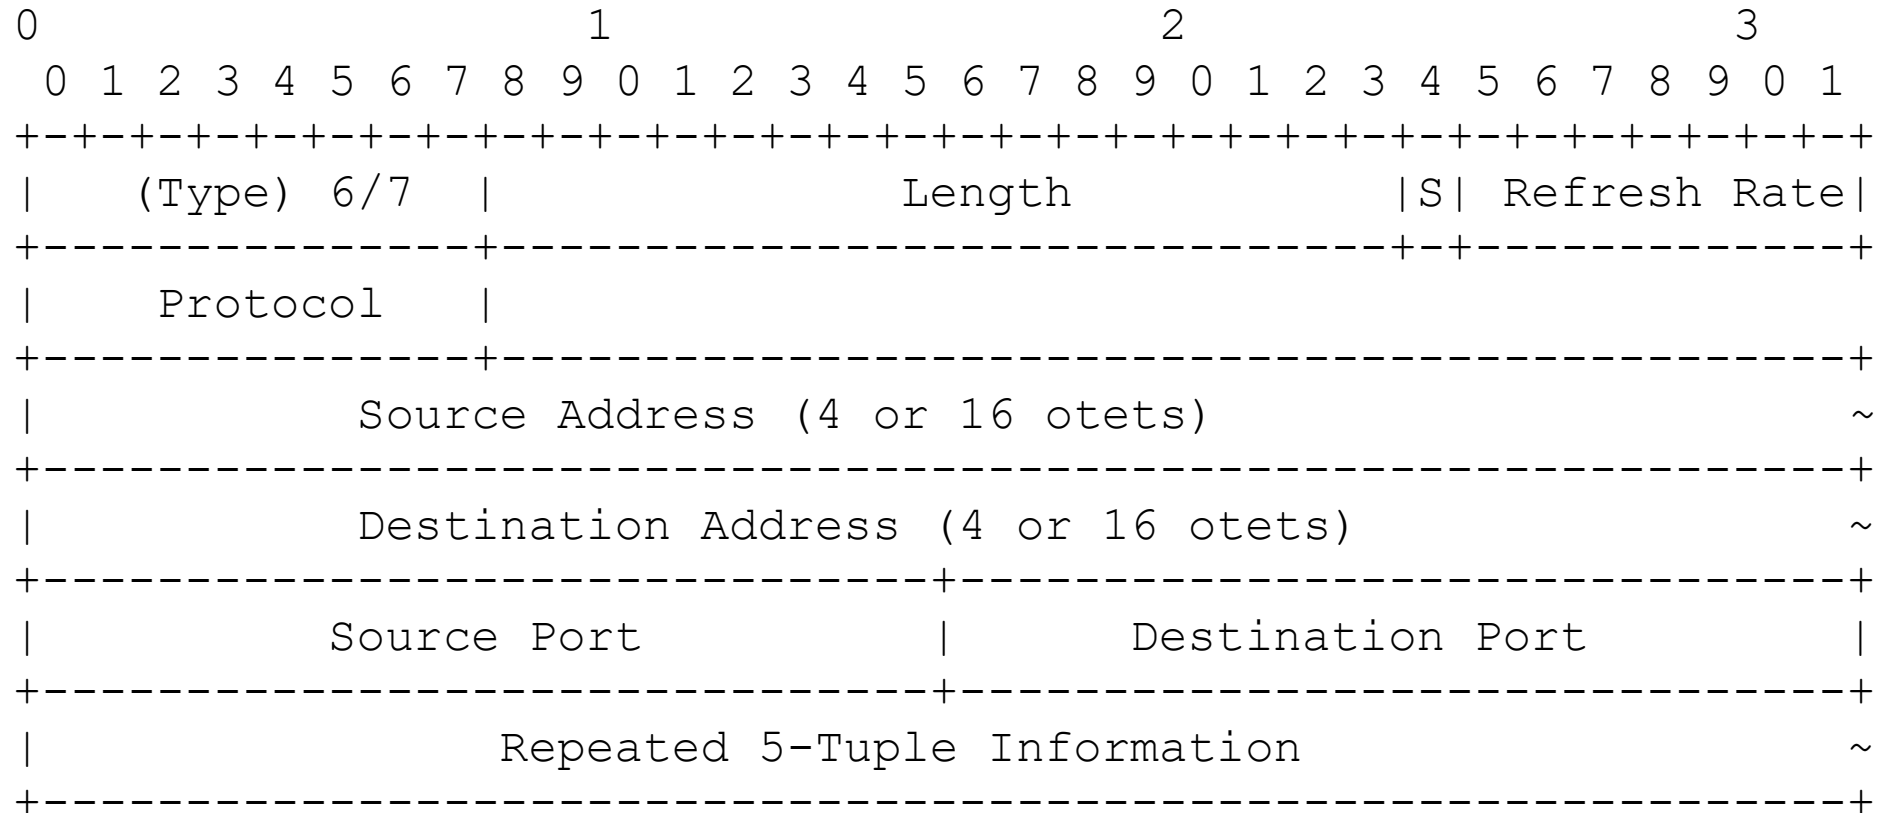 0                   1                   2                   3
 0 1 2 3 4 5 6 7 8 9 0 1 2 3 4 5 6 7 8 9 0 1 2 3 4 5 6 7 8 9 0 1
+-+-+-+-+-+-+-+-+-+-+-+-+-+-+-+-+-+-+-+-+-+-+-+-+-+-+-+-+-+-+-+-+
|    (Type) 6/7  |              Length           |S| Refresh Rate|
+---------------+-------------------------------+-+-------------+
|    Protocol   |
+---------------+-----------------------------------------------+
|           Source Address (4 or 16 otets)                      ~
+---------------------------------------------------------------+
|           Destination Address (4 or 16 otets)                 ~
+-------------------------------+-------------------------------+
|          Source Port          |      Destination Port         |
+-------------------------------+-------------------------------+
|                Repeated 5-Tuple Information                   ~
+---------------------------------------------------------------+